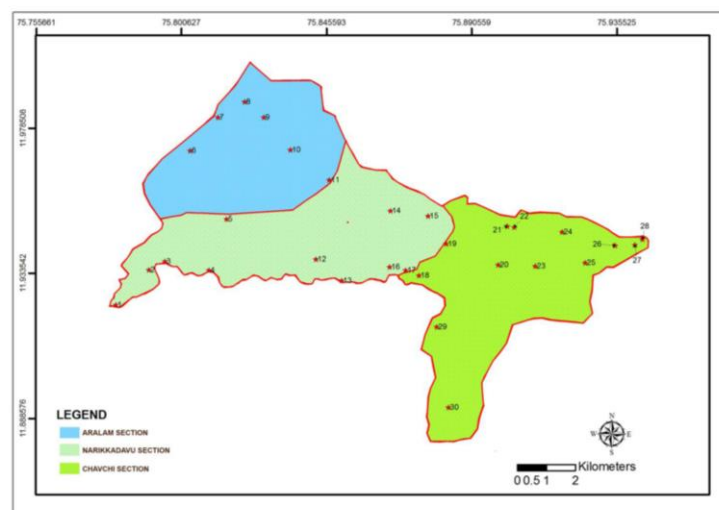 75.755661 75.800627 75.845593 75.890559 75.935525
11.978508
11.933542
11.888576
8
7 9
6 10
11
14
5 15
22
21 24
28
19 26
27
12
3 16 20 23 25
2 4 17
18
13
1
29
30
LEGEND
ARALAM SECTION
NARIKKADAVU SECTION
CHAVCHI SECTION
N
W E
S
Kilometers
0 0.5 1 2